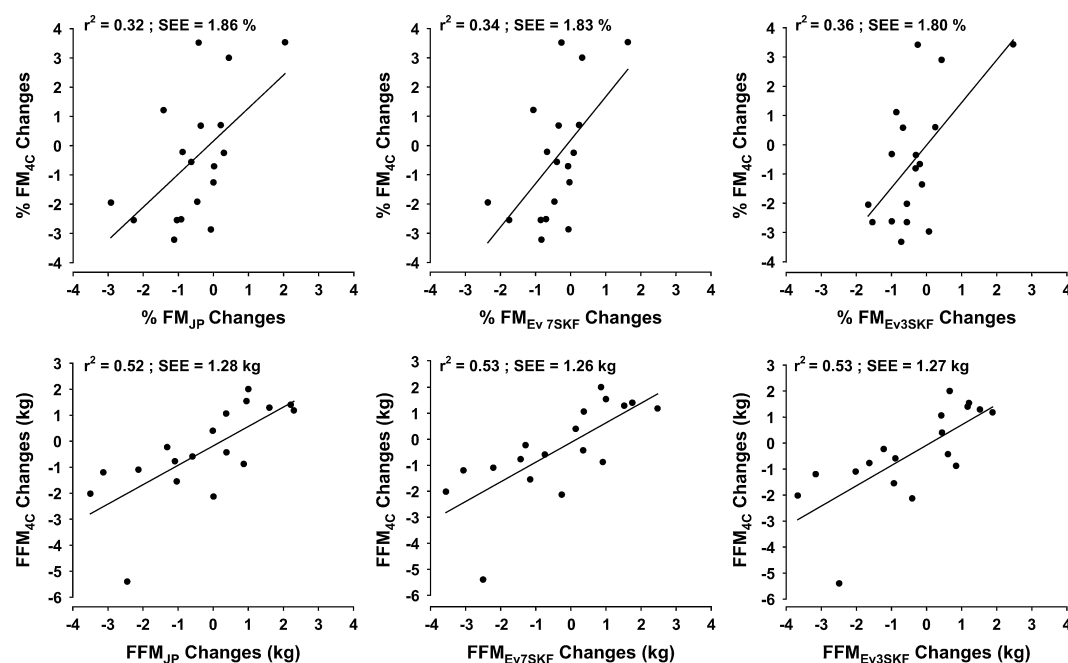 r2 = 0.32 ; SEE = 1.86 %
4
3
2
1
0
-1
-2
-3
-4
% FM4C Changes
-4 -3 -2 -1 0 1 2 3 4
% FMJP Changes
r2 = 0.34 ; SEE = 1.83 %
4
3
2
1
0
-1
-2
-3
-4
% FM4C Changes
-4 -3 -2 -1 0 1 2 3 4
% FMEv 7SKF Changes
r2 = 0.36 ; SEE = 1.80 %
4
3
2
1
0
-1
-2
-3
-4
% FM4C Changes
-4 -3 -2 -1 0 1 2 3 4
% FMEv3SKF Changes
r2 = 0.52 ; SEE = 1.28 kg
3
2
1
0
-1
-2
-3
-4
-5
-6
FFM4C Changes (kg)
-4 -3 -2 -1 0 1 2 3 4
FFMJP Changes (kg)
r2 = 0.53 ; SEE = 1.26 kg
3
2
1
0
-1
-2
-3
-4
-5
-6
FFM4C Changes (kg)
-4 -3 -2 -1 0 1 2 3 4
FFMEv7SKF Changes (kg)
r2 = 0.53 ; SEE = 1.27 kg
3
2
1
0
-1
-2
-3
-4
-5
-6
FFM4C Changes (kg)
-4 -3 -2 -1 0 1 2 3 4
FFMEv3SKF Changes (kg)